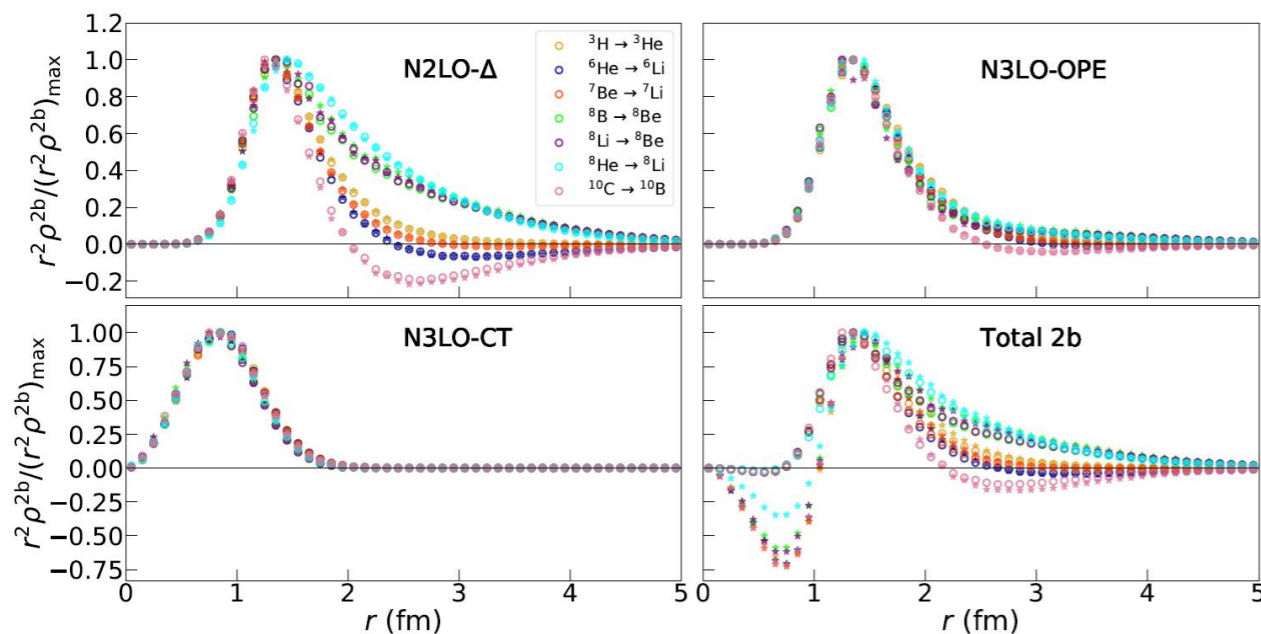 1.2
1.0
0.8
0.6
0.4
0.2
0.0
−0.2
r²ρ²ᵇ/(r²ρ²ᵇ)max
N2LO-Δ
³H → ³He
⁶He → ⁶Li
⁷Be → ⁷Li
⁸B → ⁸Be
⁸Li → ⁸Be
⁸He → ⁸Li
¹⁰C → ¹⁰B
N3LO-OPE
1.00
0.75
0.50
0.25
0.00
−0.25
−0.50
−0.75
r²ρ²ᵇ/(r²ρ²ᵇ)max
N3LO-CT
Total 2b
0 1 2 3 4 5
r (fm)
0 1 2 3 4 5
r (fm)